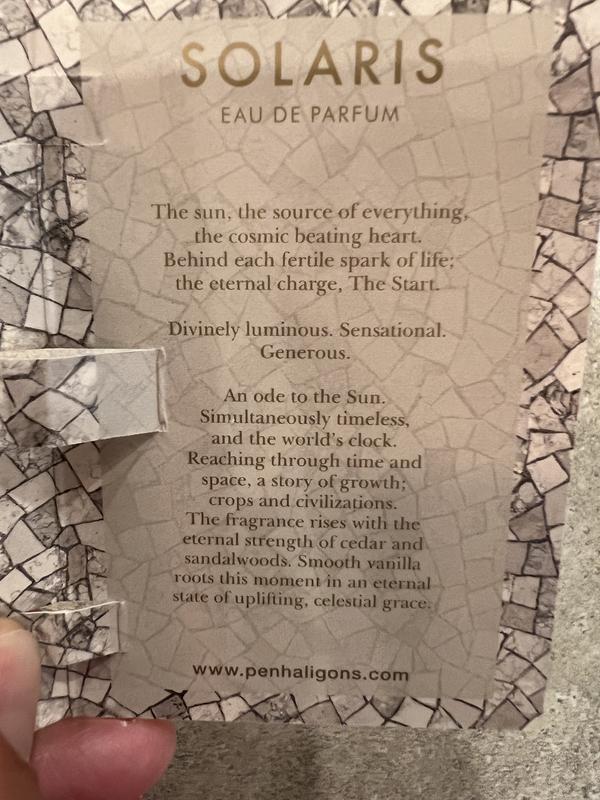 SOLARIS
EAU DE PARFUM
The sun, the source of everything,
the cosmic beating heart.
Behind each fertile spark of life;
the eternal charge, The Start.
Divinely luminous. Sensational.
Generous.
An ode to the Sun.
Simultaneously timeless,
and the world's clock.
Reaching through time and
space, a story of growth;
crops and civilizations.
The fragrance rises with the
eternal strength of cedar and
sandalwoods. Smooth vanilla
roots this moment in an eternal
state of uplifting, celestial grace.
www.penhaligons.com